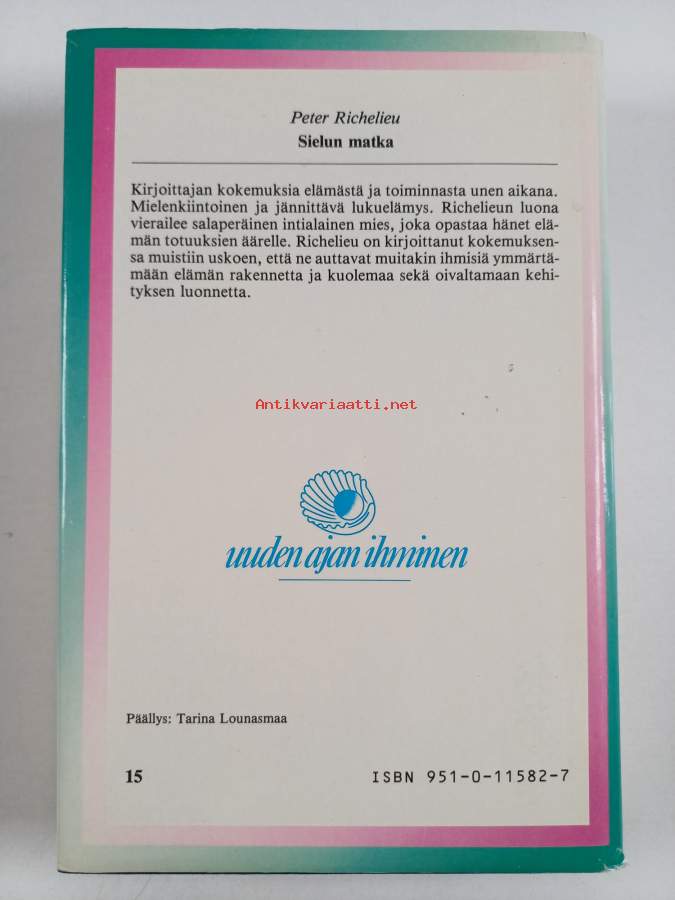 Peter Richelieu
Sielun matka
Kirjoittajan kokemuksia elämästä ja toiminnasta unen aikana.
Mielenkiintoinen ja jännittävä lukuelämys. Richelieun luona
vierailee salaperäinen intialainen mies, joka opastaa hänet elä-
män totuuksien äärelle. Richelieu on kirjoittanut kokemuksen-
sa muistiin uskoen, että ne auttavat muitakin ihmisiä ymmärtä-
mään elämän rakennetta ja kuolemaa sekä oivaltamaan kehi-
tyksen luonnetta.
Antikvariaatti.net
uuden ajan ihminen
Päällys: Tarina Lounasmaa
15 ISBN 951-0-11582-7